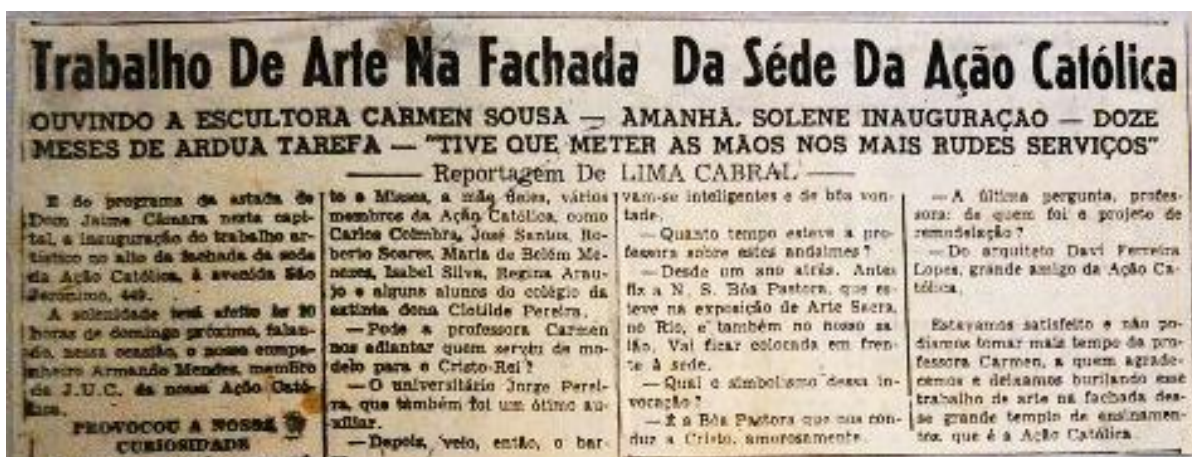 Trabalho De Arte Na Fachada Da Séde Da Ação Católica
OUVINDO A ESCULTORA CARMEN SOUSA — AMANHÃ, SOLENE INAUGURAÇÃO — DOZE
MESES DE ARDUA TAREFA — "TIVE QUE METER AS MÃOS NOS MAIS RUDES SERVIÇOS"
Reportagem De LIMA CABRAL
E do programa da estada de
Dom Jaime Câmara nesta capi-
tal, a inauguração do trabalho ar-
tístico no alto da fachada da sede
da Ação Católica, á avenida São
Jeronimo, 449.
A solenidade terá efeito às 20
horas de domingo próximo, falan-
do, nessa ocasião, o nosso compa-
nheiro Armando Mendes, membro
da J.U.C. da nossa Ação Cató-
lica.
PROVOCOU A NOSSA
CURIOSIDADE
to e Missea, a mãe deles, vários
membros da Ação Católica, como
Carlos Coimbra, José Santos, Ro-
berto Soares, Maria de Belém Me-
nezes, Isabel Silva, Regina Arau-
jo e alguns alunos do colégio da
extinta dona Clotilde Pereira.
—Pode a professora Carmen
nos adiantar quem serviu de mo-
delo para o Cristo-Rei?
—O universitário Jorge Perei-
ra, que também foi um ótimo au-
xiliar.
—Depois, veio, então, o bar-
vam-se inteligentes e de bôa von-
tade.
—Quanto tempo esteve a pro-
fessora sobre estes andaimes?
—Desde um ano atrás. Antes
fiz a N. S. Bôa Pastora, que es-
teve na exposição de Arte Sacra,
no Rio, e também no nosso sa
lão. Vai ficar colocada em fren-
te á sede.
—Qual o simbolismo dessa in-
vocação?
—É a Bôa Pastora que nos con-
duz a Cristo, amorosamente.
—A última pergunta, profes-
sora: de quem foi o projeto de
remodelação?
—Do arquiteto Davi Ferreira
Lopes, grande amigo da Ação Ca-
tólica.
Estavamos satisfeito e não po-
diamos tomar mais tempo da pro-
fessora Carmen, a quem agrade-
cemos e deixamos burilando esse
trabalho de arte na fachada des-
se grande templo de ensinamen-
tos, que é a Ação Católica.